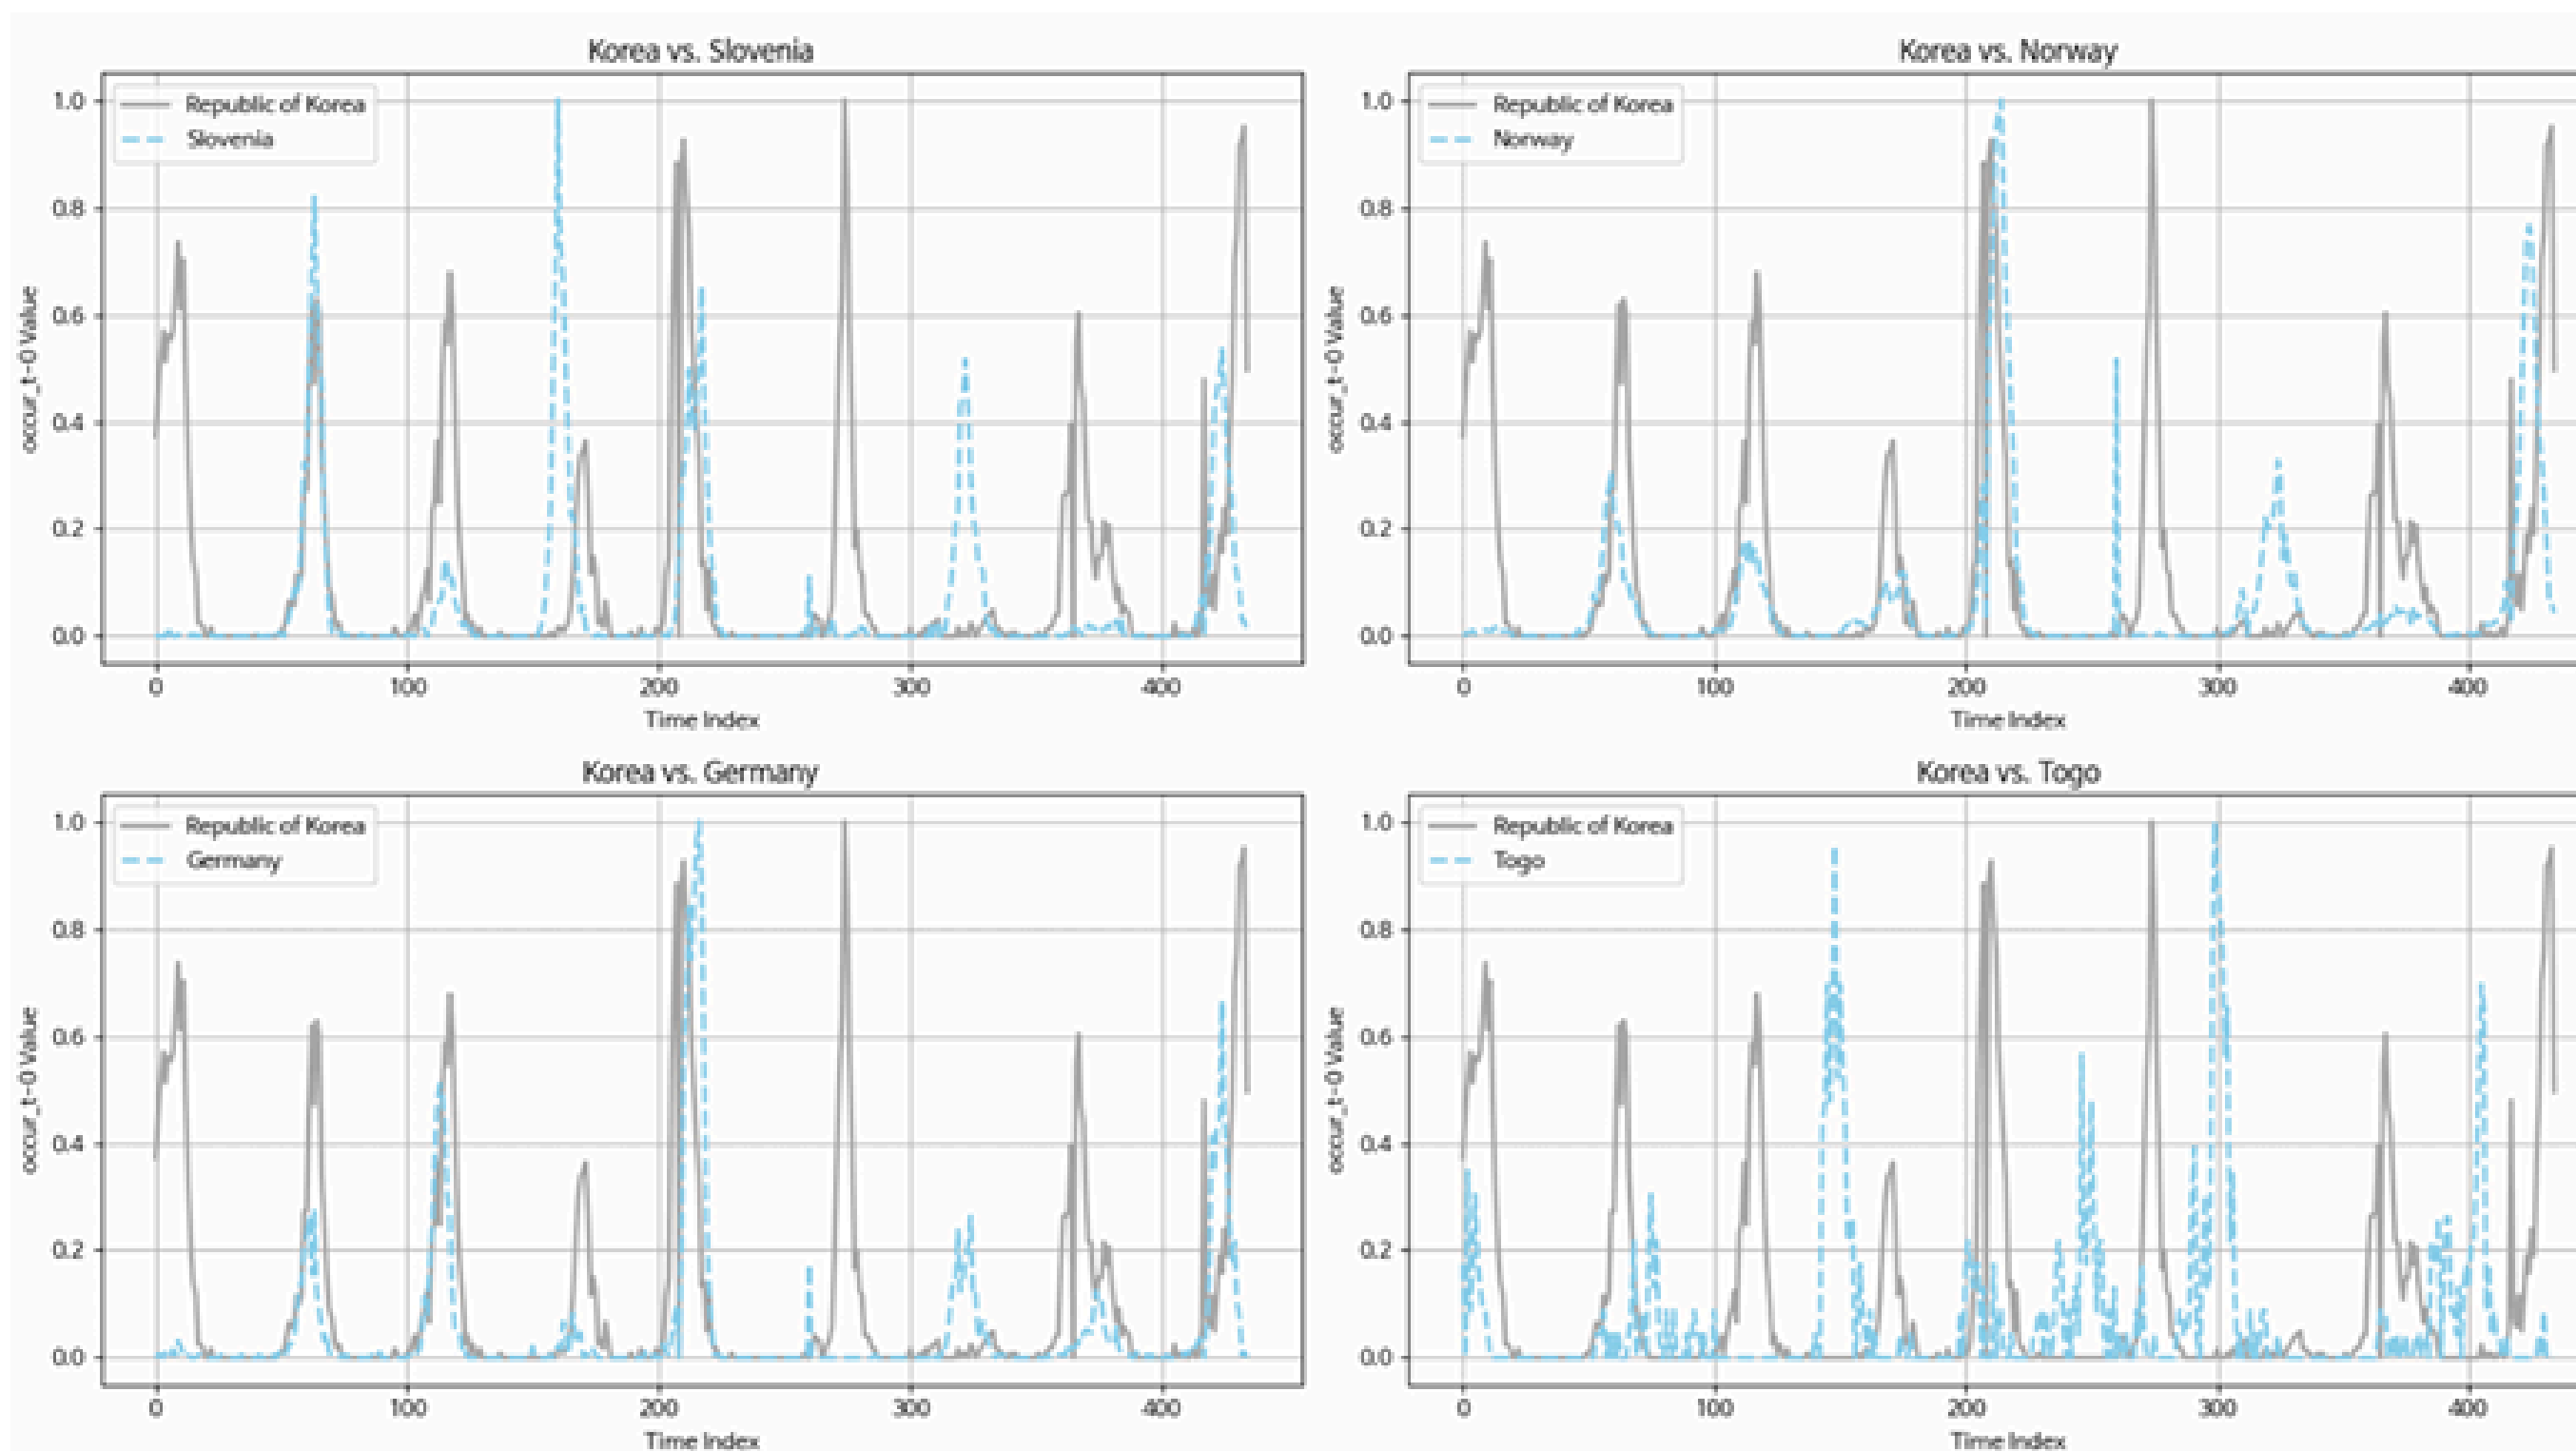 Korea vs. Slovenia
Republic of Korea
Slovenia
occur_t-0 Value
1.0
0.8
0.6
0.4
0.2
0.0
0
100
200
300
400
Time Index
Korea vs. Norway
Republic of Korea
Norway
occur_t-0 Value
1.0
0.8
0.6
0.4
0.2
0.0
0
100
200
300
400
Time Index
Korea vs. Germany
Republic of Korea
Germany
occur_t-0 Value
1.0
0.8
0.6
0.4
0.2
0.0
0
100
200
300
400
Time Index
Korea vs. Togo
Republic of Korea
Togo
occur_t-0 Value
1.0
0.8
0.6
0.4
0.2
0.0
0
100
200
300
400
Time Index